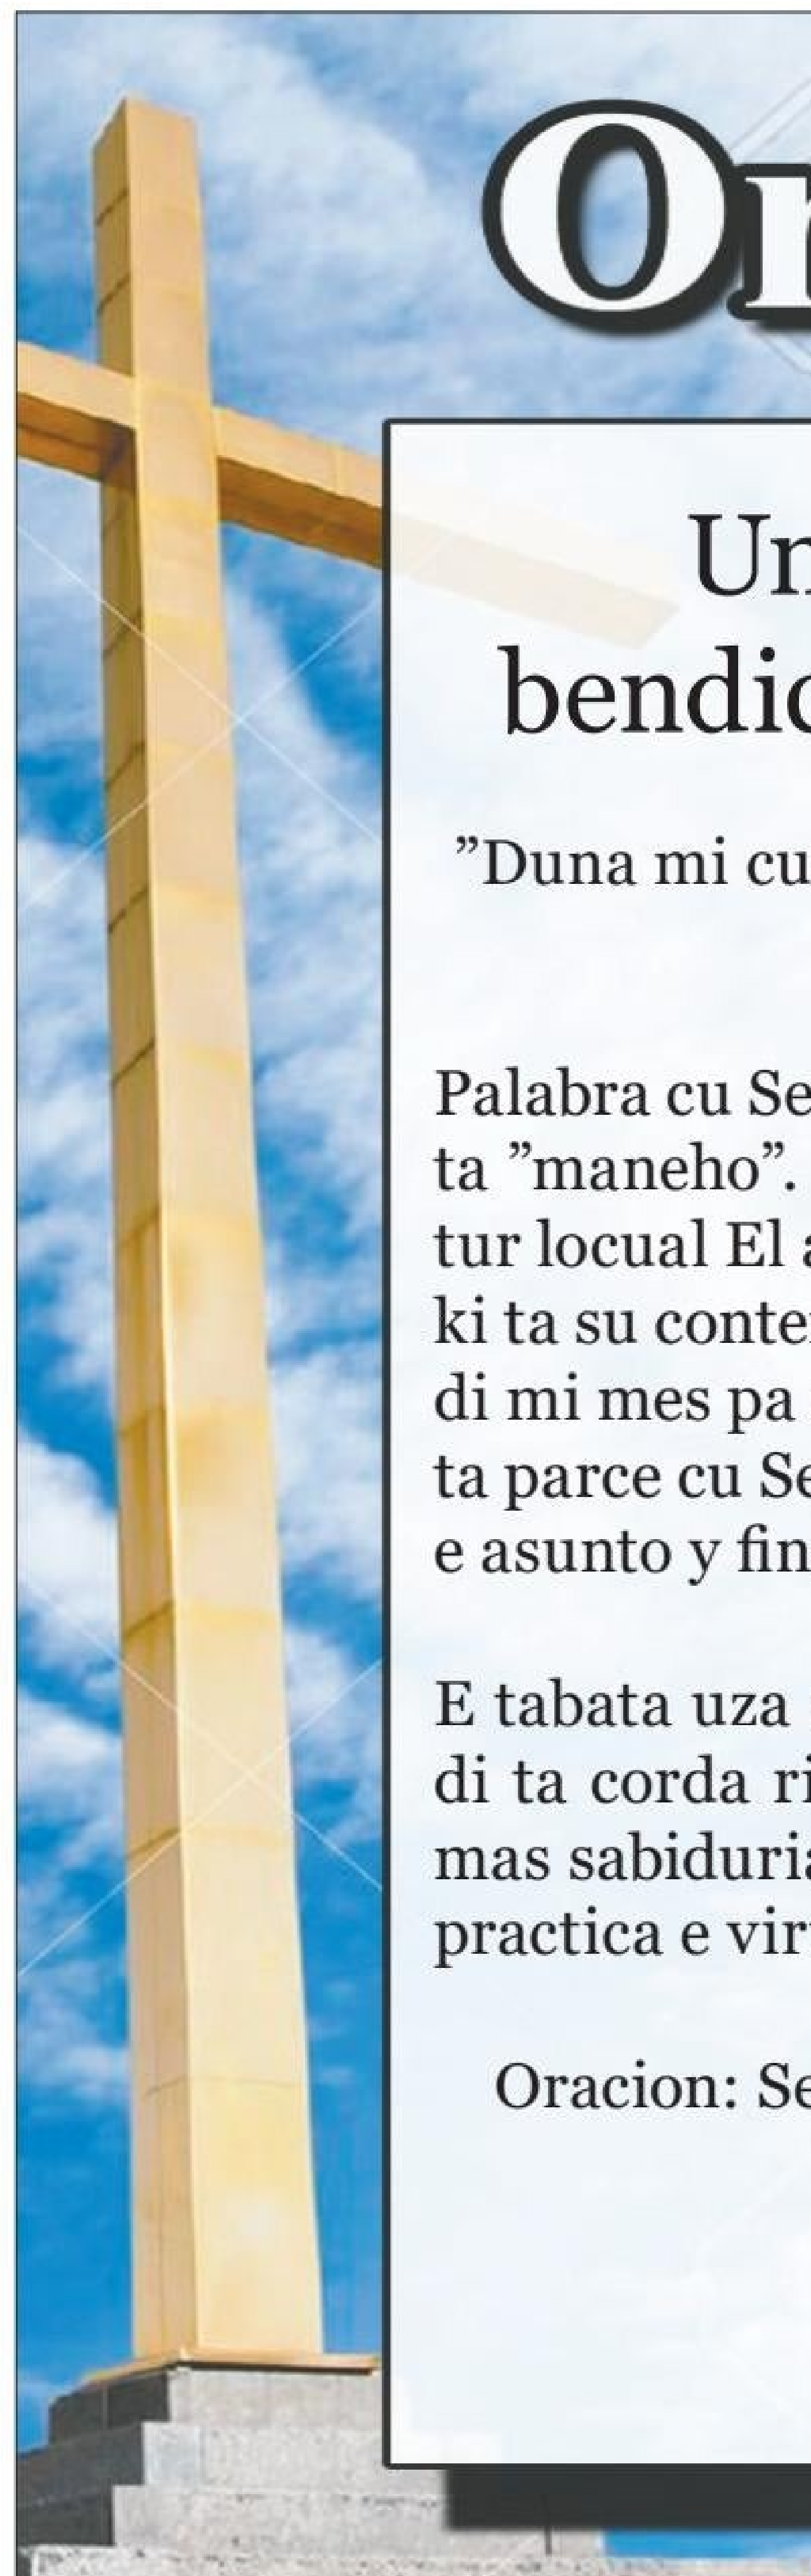 Or
Un
bendic
”Duna mi cu
Palabra cu Se
ta ”maneho”.
tur locual El a
ki ta su conte
di mi mes pa
ta parce cu Se
e asunto y fin
E tabata uza
di ta corda ri
mas sabiduria
practica e vir
Oracion: Se